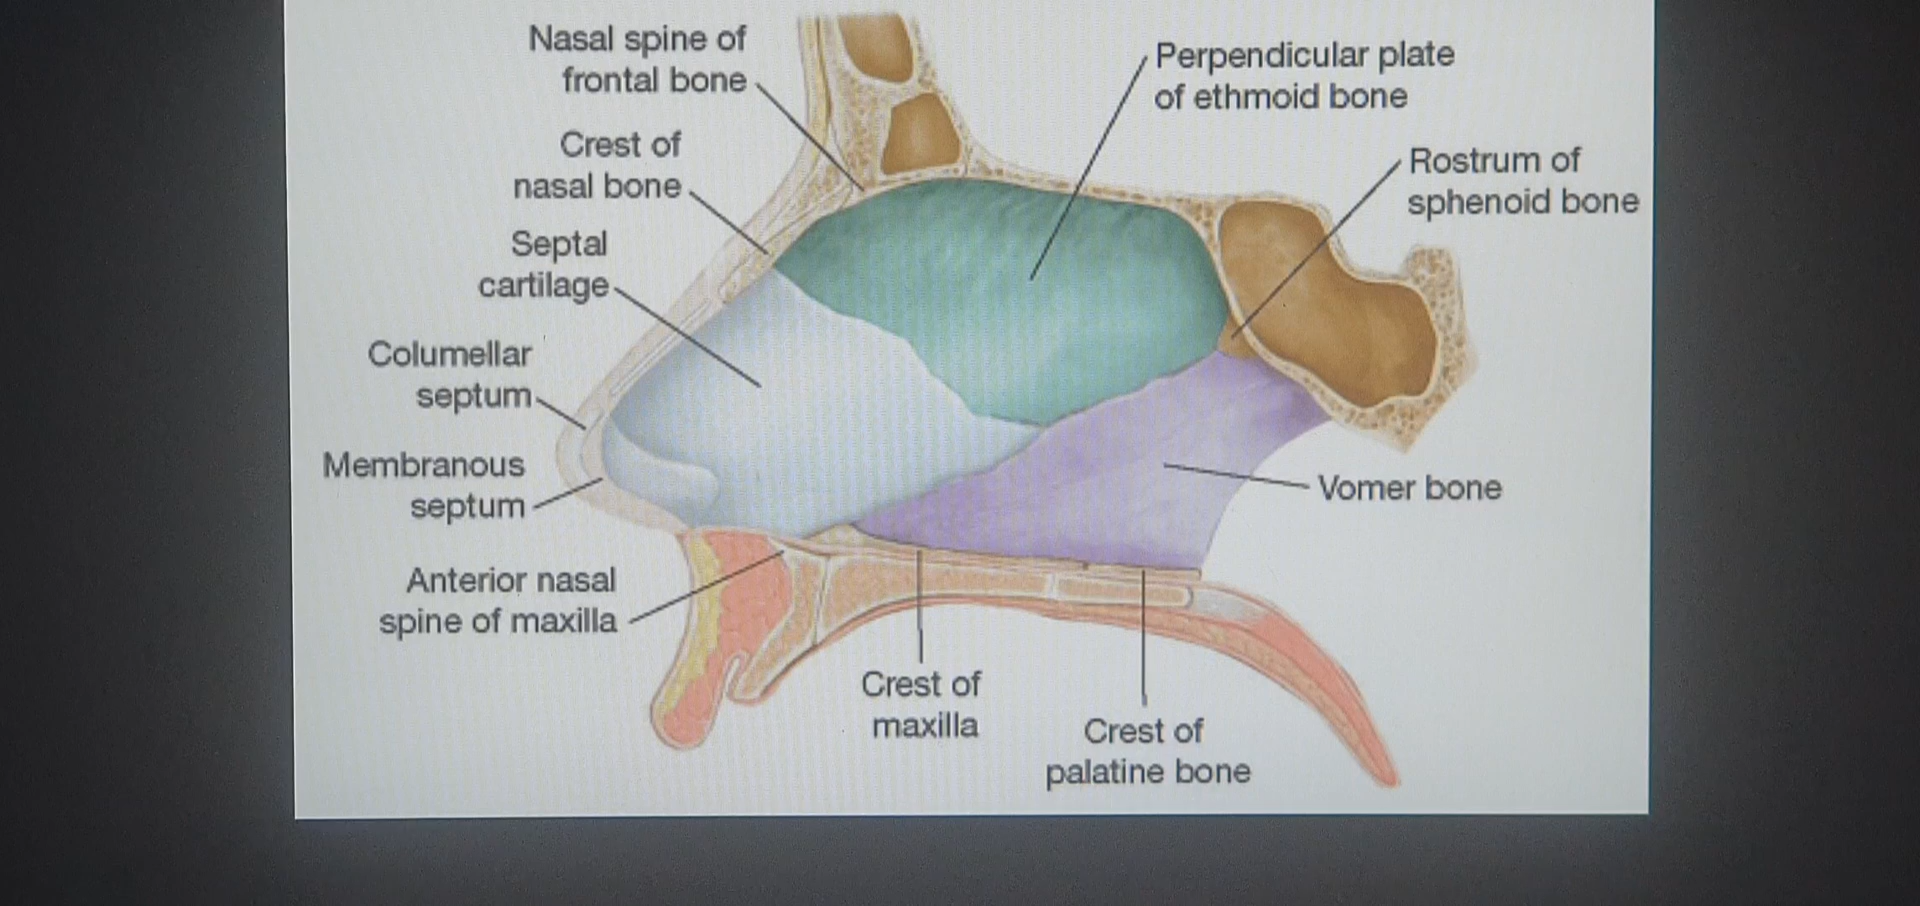 Nasal spine of
frontal bone
Crest of
nasal bone
Septal
cartilage
Columellar
septum
Membranous
septum
Anterior nasal
spine of maxilla
Crest of
maxilla
Crest of
palatine bone
Vomer bone
Rostrum of
sphenoid bone
Perpendicular plate
of ethmoid bone